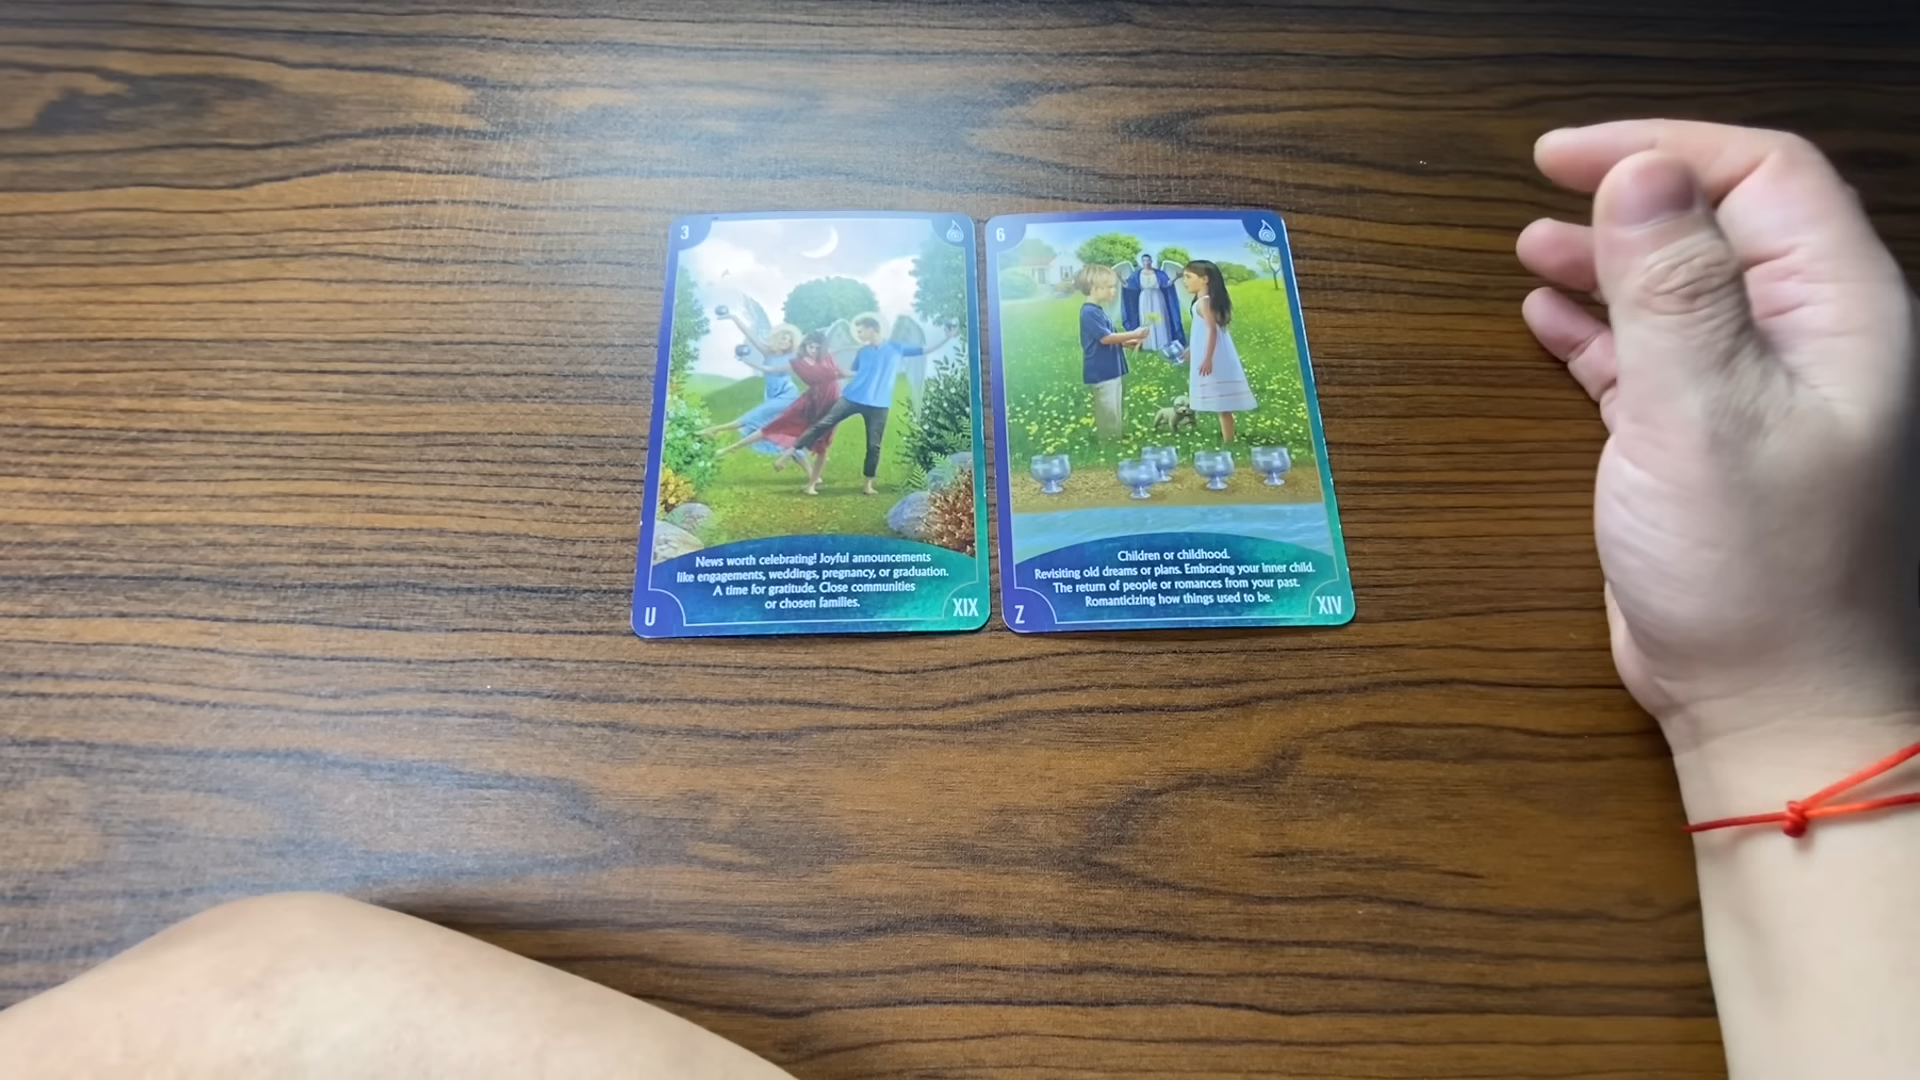 3
News worth celebrating! Joyful announcements
like engagements, weddings, pregnancy, or graduation.
A time for gratitude. Close communities
or chosen families.
U
XIX
6
Children or childhood.
Revisiting old dreams or plans. Embracing your inner child.
The return of people or romances from your past.
Romanticizing how things used to be.
Z
XIV